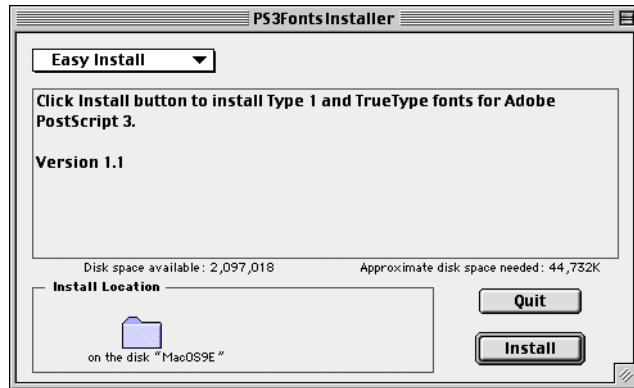 PS3FontsInstaller
Easy Install
Click Install button to install Type 1 and TrueType fonts for Adobe
PostScript 3.
Version 1.1
Disk space available: 2,097,018
Approximate disk space needed: 44,732K
Install Location
on the disk “MacOS9E”
Quit
Install